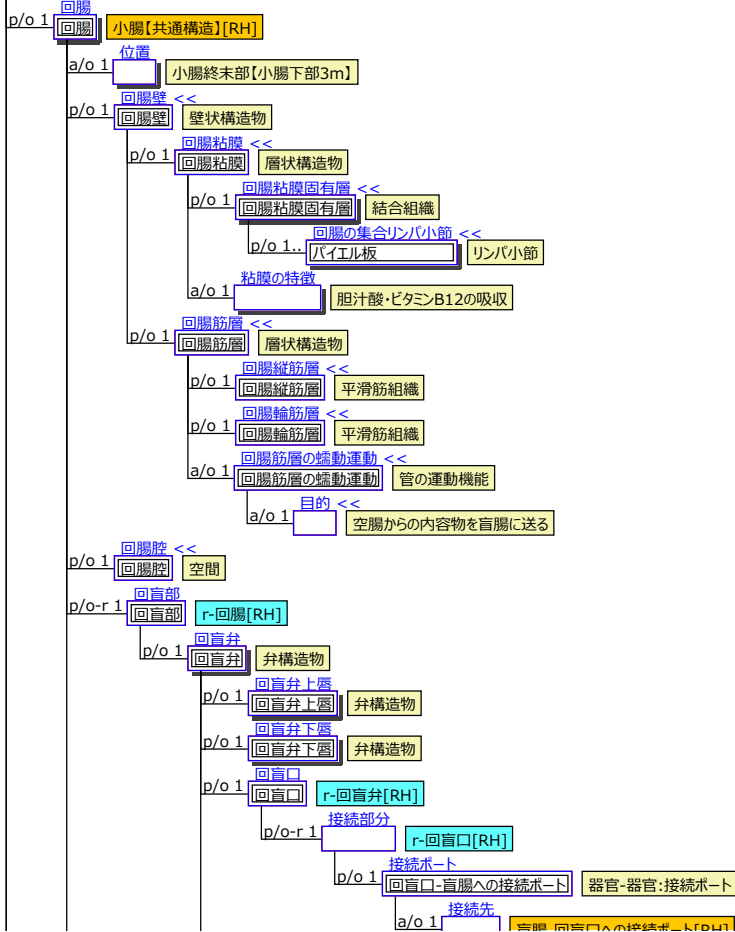 回腸
p/o 1 回腸 小腸【共通構造】[RH]
位置
a/o 1 小腸終末部【小腸下部3m】
回腸壁 <<
p/o 1 回腸壁 壁状構造物
回腸粘膜 <<
p/o 1 回腸粘膜 層状構造物
回腸粘膜固有層 <<
p/o 1 回腸粘膜固有層 結合組織
回腸の集合リンパ小節 <<
p/o 1.. パイエル板 リンパ小節
粘膜の特徴
a/o 1 胆汁酸・ビタミンB12の吸収
回腸筋層 <<
p/o 1 回腸筋層 層状構造物
回腸縦筋層 <<
p/o 1 回腸縦筋層 平滑筋組織
回腸輪筋層 <<
p/o 1 回腸輪筋層 平滑筋組織
回腸筋層の蠕動運動 <<
a/o 1 回腸筋層の蠕動運動 管の運動機能
目的 <<
a/o 1 空腸からの内容物を盲腸に送る
回腸腔 <<
p/o 1 回腸腔 空間
回盲部
p/o-r 1 回盲部 r-回腸[RH]
回盲弁
p/o 1 回盲弁 弁構造物
回盲弁上唇
p/o 1 回盲弁上唇 弁構造物
回盲弁下唇
p/o 1 回盲弁下唇 弁構造物
回盲口
p/o 1 回盲口 r-回盲弁[RH]
接続部分
p/o-r 1 r-回盲口[RH]
接続ポート
p/o 1 回盲口-盲腸への接続ポート 器官-器官:接続ポート
接続先
a/o 1 盲腸-回盲口への接続ポート[RH]